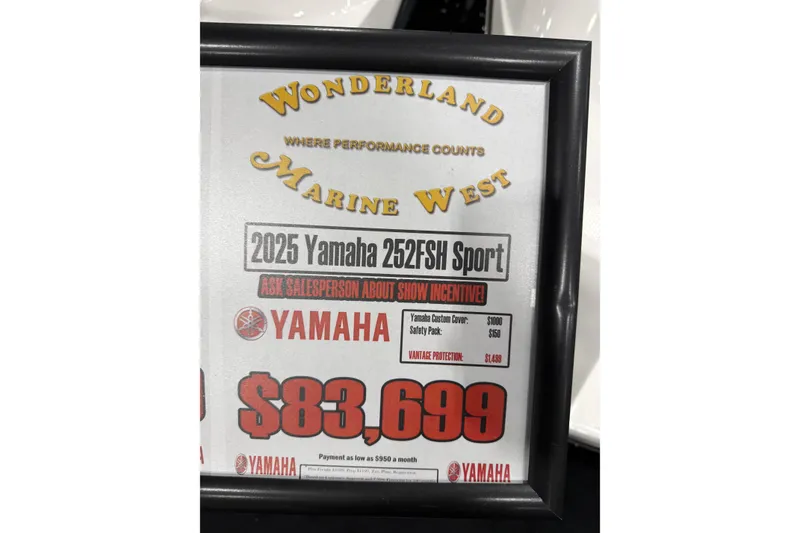 WONDERLAND
WHERE PERFORMANCE COUNTS
MARINE WEST
2025 Yamaha 252FSH Sport
ASK SALESPERSON ABOUT SHOW INCENTIVE!
YAMAHA
Yamaha Custom Cover: $1000
Safety Pack: $150
VANTAGE PROTECTION: $1,499
$83,699
Payment as low as $950 a month
YAMAHA
YAMAHA